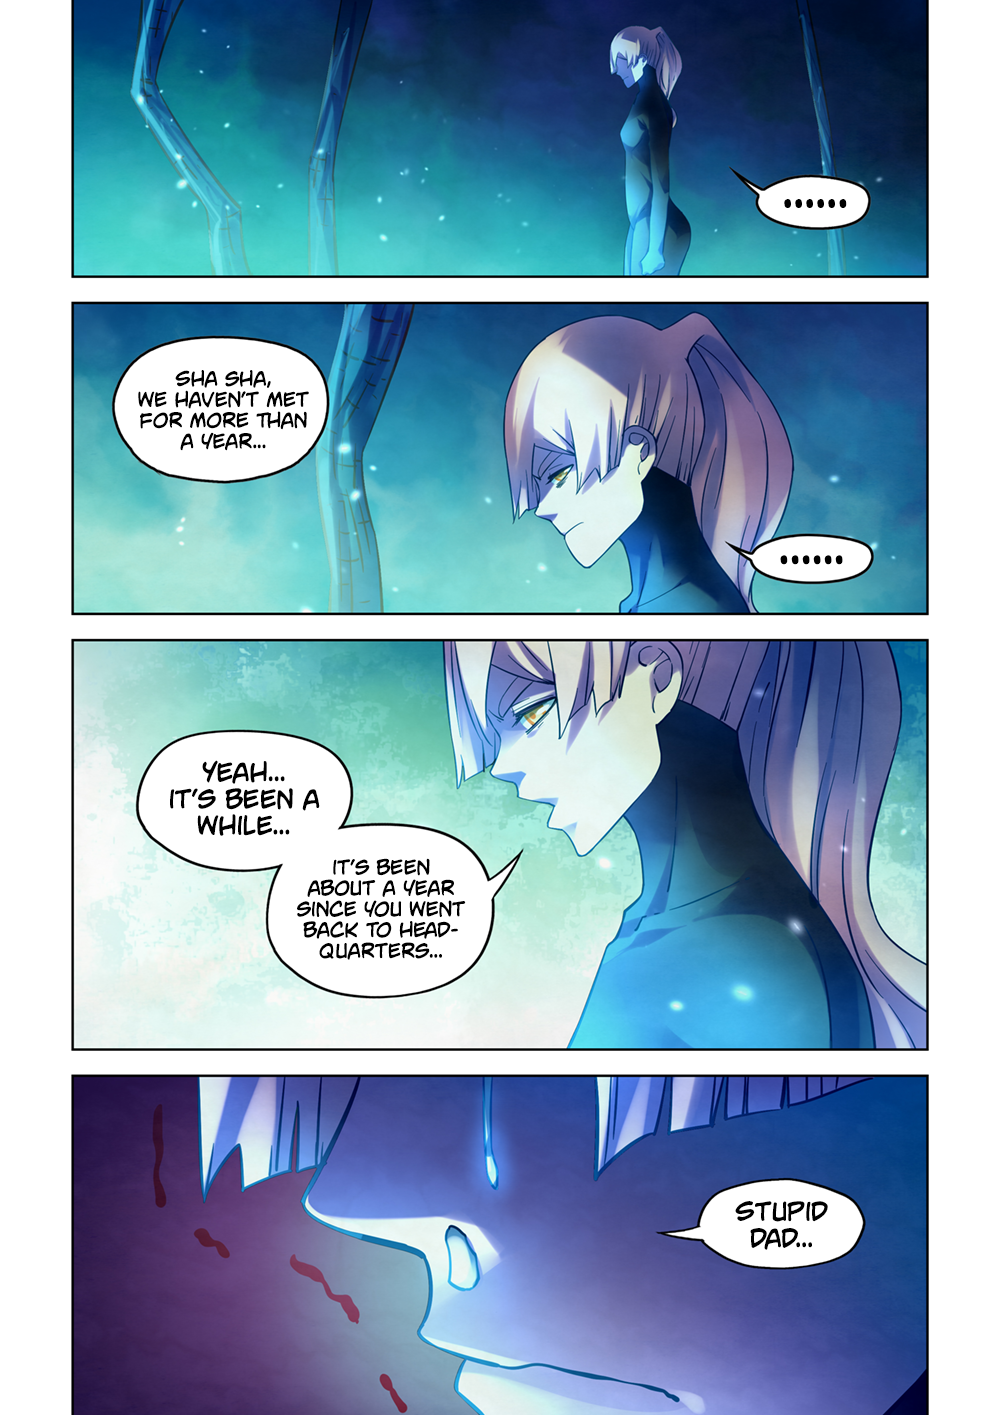 ......
SHA SHA,
WE HAVEN'T MET
FOR MORE THAN
A YEAR...
......
YEAH...
IT'S BEEN A
WHILE...
IT'S BEEN
ABOUT A YEAR
SINCE YOU WENT
BACK TO HEAD-
QUARTERS...
STUPID
DAD...